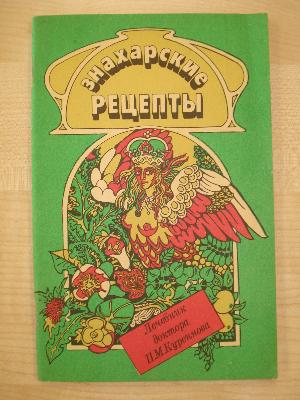 знахарские
РЕЦЕПТЫ
Лечебник
доктора
П.М.Куреннова